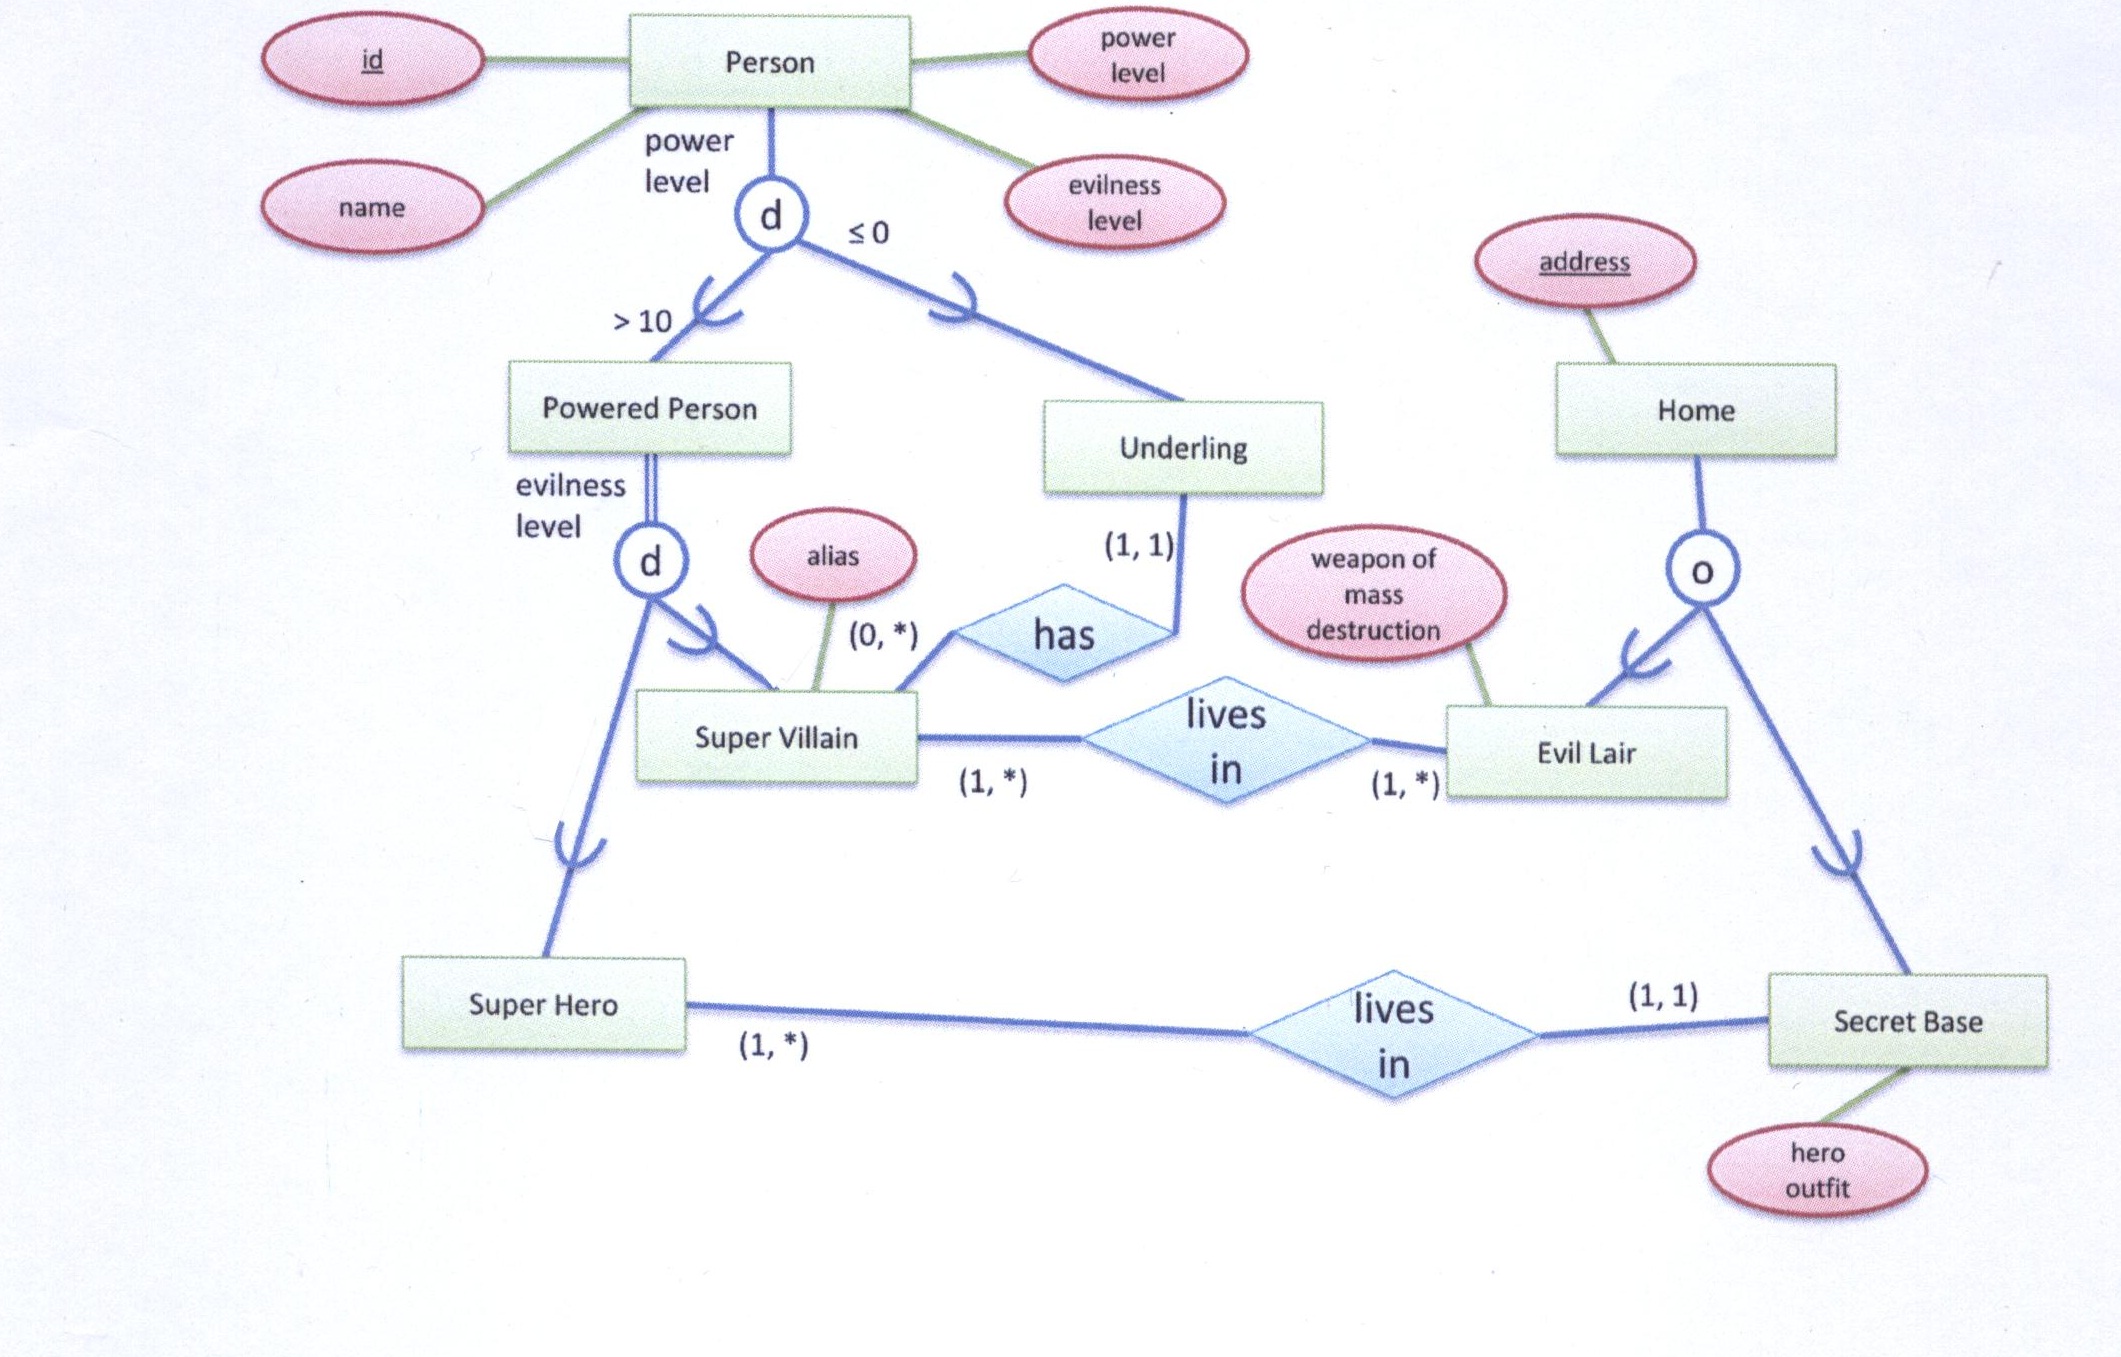 id
Person
power
level
name
power
level
evilness
level
d
≤ 0
> 10
address
Powered Person
Underling
Home
evilness
level
d
alias
(1, 1)
weapon of
mass
destruction
o
(0, *)
has
Super Villain
lives
in
Evil Lair
(1, *)
(1, *)
Super Hero
lives
in
(1, 1)
Secret Base
(1, *)
hero
outfit